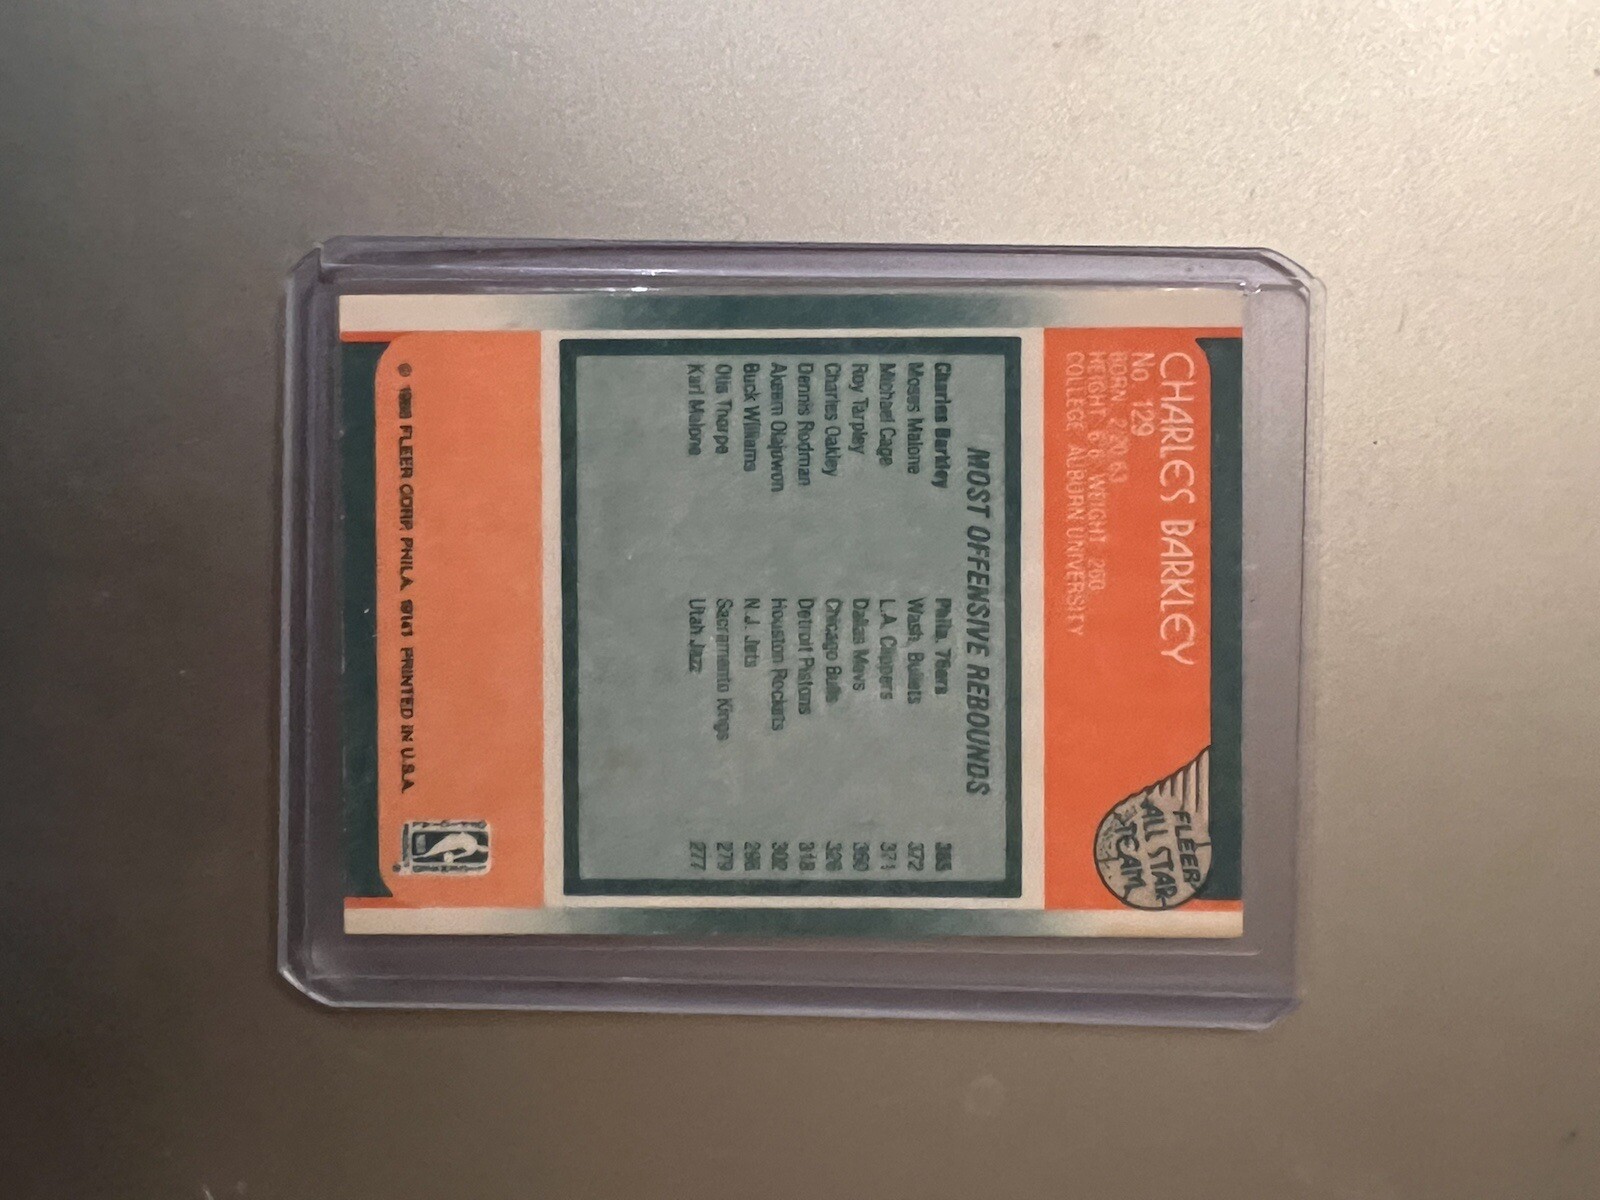 CHARLES BARKLEY
No. 129
BORN 2 20 63
HEIGHT 6'6" WEIGHT 260
COLLEGE AUBURN UNIVERSITY
FLEER
ALL STAR
TEAM
MOST OFFENSIVE REBOUNDS
Charles Barkley Phila. 76ers 385
Moses Malone Wash. Bullets 372
Michael Cage L.A. Clippers 371
Roy Tarpley Dallas Mavs 360
Charles Oakley Chicago Bulls 326
Dennis Rodman Detroit Pistons 318
Akeem Olajuwon Houston Rockets 302
Buck Williams N.J. Nets 298
Otis Thorpe Sacramento Kings 279
Karl Malone Utah Jazz 277
© 1988 FLEER CORP. PHILA. 19141 PRINTED IN U.S.A.